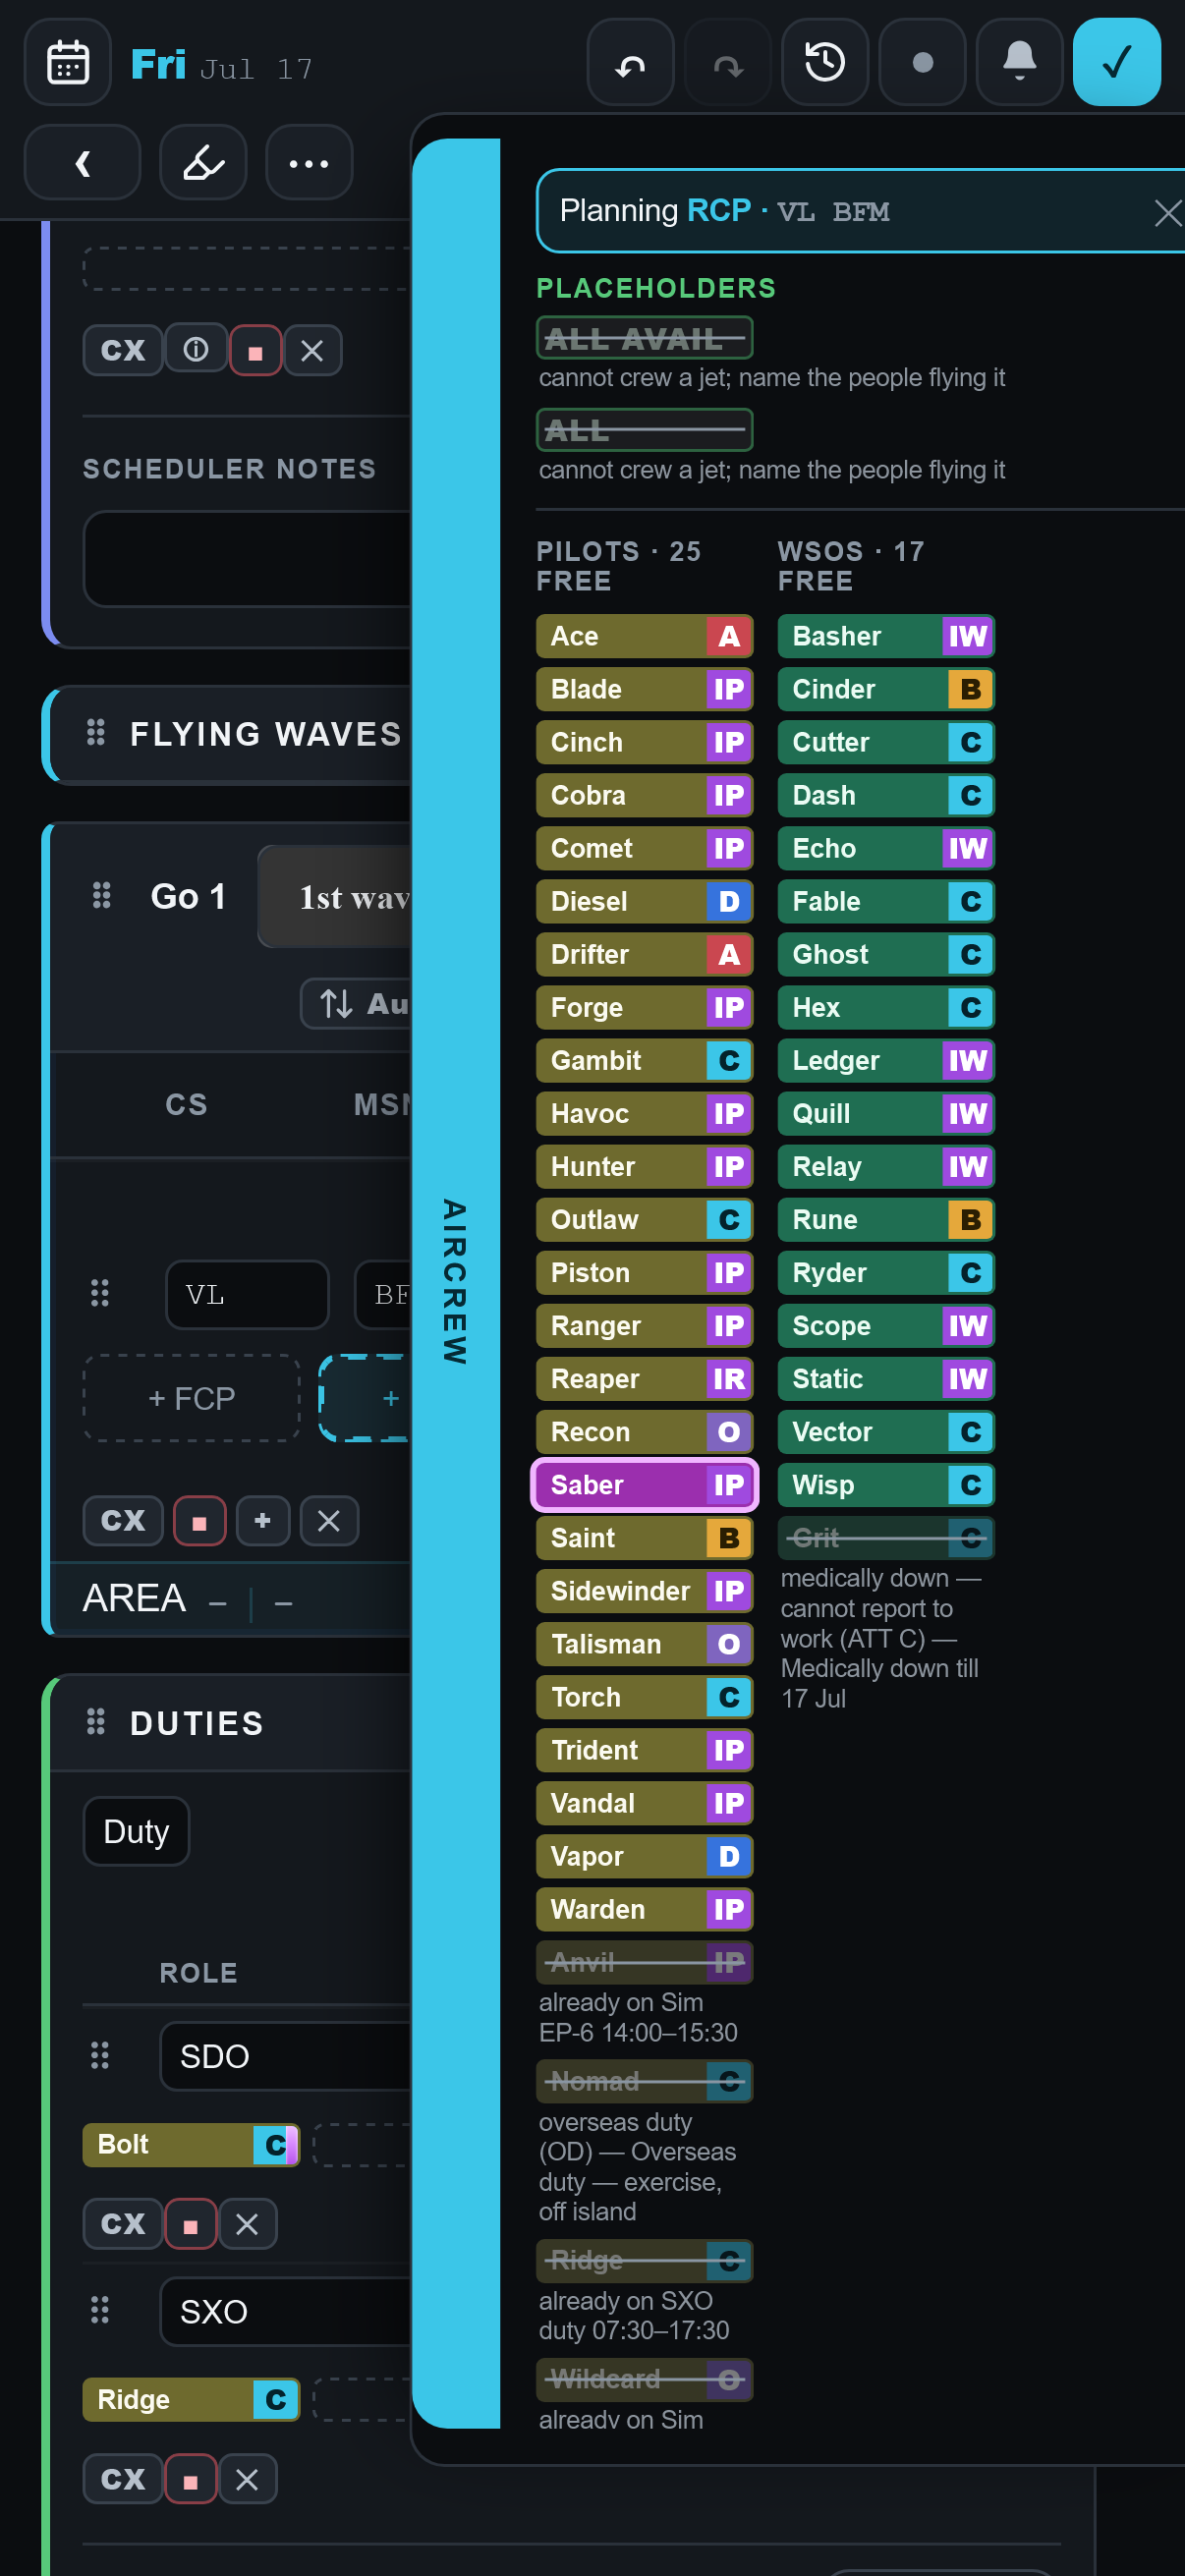 Fri Jul 17
Planning RCP · VL BFM
PLACEHOLDERS
ALL AVAIL
cannot crew a jet; name the people flying it
ALL
cannot crew a jet; name the people flying it
CX
SCHEDULER NOTES
PILOTS · 25 FREE
WSOS · 17 FREE
Ace A
Basher IW
Blade IP
Cinder B
Cinch IP
Cutter C
Cobra IP
Dash C
Comet IP
Echo IW
Diesel D
Fable C
Drifter A
Ghost C
Forge IP
Hex C
Gambit C
Ledger IW
Havoc IP
Quill IW
Hunter IP
Relay IW
Outlaw C
Rune B
Piston IP
Ryder C
Ranger IP
Scope IW
Reaper IR
Static IW
Recon O
Vector C
Saber IP
Wisp C
Saint B
Grit C
medically down —
cannot report to
work (ATT C) —
Medically down till
17 Jul
Sidewinder IP
Talisman O
Torch C
Trident IP
Vandal IP
Vapor D
Warden IP
Anvil IP
already on Sim
EP-6 14:00–15:30
Nomad C
overseas duty
(OD) — Overseas
duty — exercise,
off island
Ridge C
already on SXO
duty 07:30–17:30
Wildcard O
already on Sim
AIRCREW
FLYING WAVES
Go 1
1st wav
Au
CS MSN
VL BF
+ FCP +
CX +
AREA – | –
DUTIES
Duty
ROLE
SDO
Bolt C
CX
SXO
Ridge C
CX